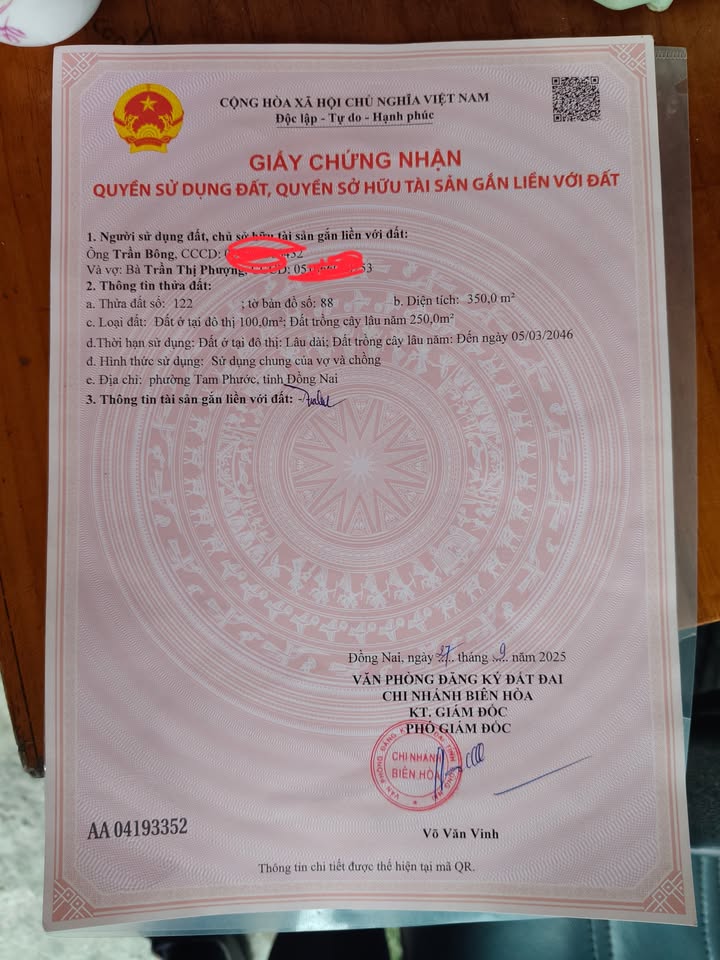 CỘNG HÒA XÃ HỘI CHỦ NGHĨA VIỆT NAM
Độc lập - Tự do - Hạnh phúc
GIẤY CHỨNG NHẬN
QUYỀN SỬ DỤNG ĐẤT, QUYỀN SỞ HỮU TÀI SẢN GẮN LIỀN VỚI ĐẤT
1. Người sử dụng đất, chủ sở hữu tài sản gắn liền với đất:
Ông Trần Bông, CCCD:
Và vợ: Bà Trần Thị Phượng, CCCD:
2. Thông tin thửa đất:
a. Thửa đất số: 122 ; tờ bản đồ số: 88 b. Diện tích: 350,0 m²
c. Loại đất: Đất ở tại đô thị 100,0m²; Đất trồng cây lâu năm 250,0m²
d.Thời hạn sử dụng: Đất ở tại đô thị: Lâu dài; Đất trồng cây lâu năm: Đến ngày 05/03/2046
đ. Hình thức sử dụng: Sử dụng chung của vợ và chồng
e. Địa chỉ: phường Tam Phước, tỉnh Đồng Nai
3. Thông tin tài sản gắn liền với đất: -
Đồng Nai, ngày 27 tháng 9 năm 2025
VĂN PHÒNG ĐĂNG KÝ ĐẤT ĐAI
CHI NHÁNH BIÊN HÒA
KT. GIÁM ĐỐC
PHÓ GIÁM ĐỐC
CHI NHÁNH
BIÊN HÒA
AA 04193352
Võ Văn Vinh
Thông tin chi tiết được thể hiện tại mã QR.